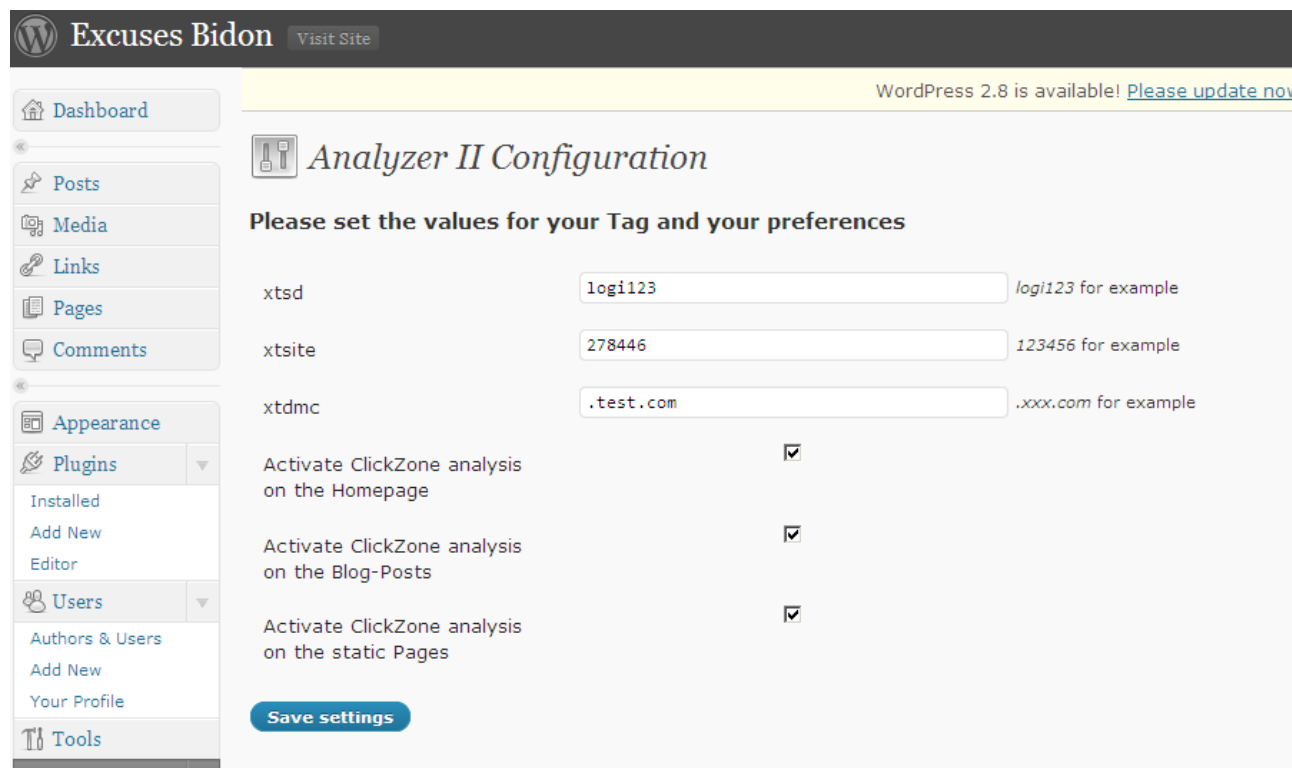 Excuses Bidon Visit Site
WordPress 2.8 is available! Please update now
Dashboard
Posts
Media
Links
Pages
Comments
Appearance
Plugins
Installed
Add New
Editor
Users
Authors & Users
Add New
Your Profile
Tools
Analyzer II Configuration
Please set the values for your Tag and your preferences
xtsd logi123 logi123 for example
xtsite 278446 123456 for example
xtdmc .test.com .xxx.com for example
Activate ClickZone analysis
on the Homepage
Activate ClickZone analysis
on the Blog-Posts
Activate ClickZone analysis
on the static Pages
Save settings